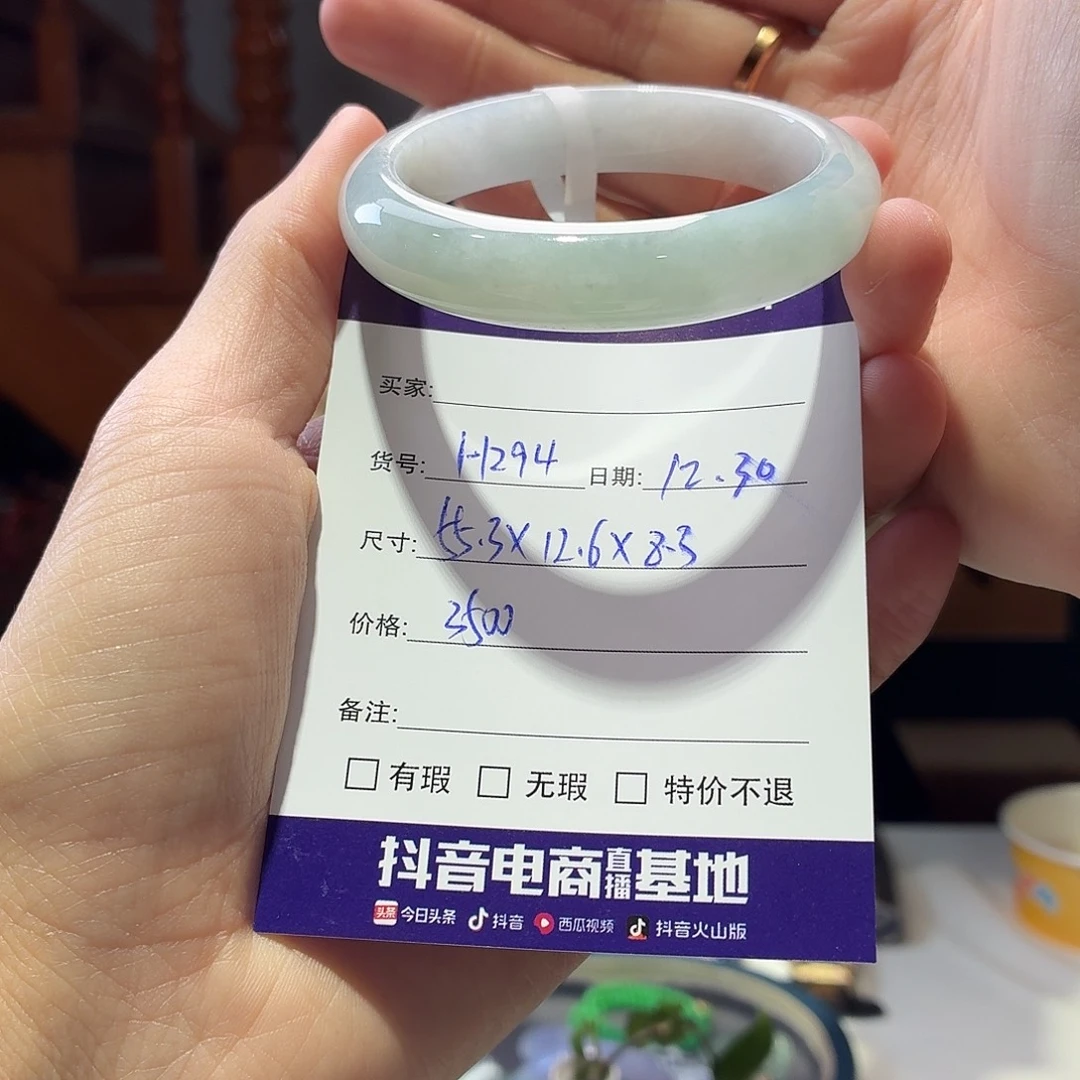 买家:
货号: 1-1294 日期: 12.30
尺寸: 55.3X12.6X8.3
价格: 3500
备注:
有瑕 无瑕 特价不退
抖音电商直播基地
头条 今日头条 抖音 西瓜视频 抖音火山版